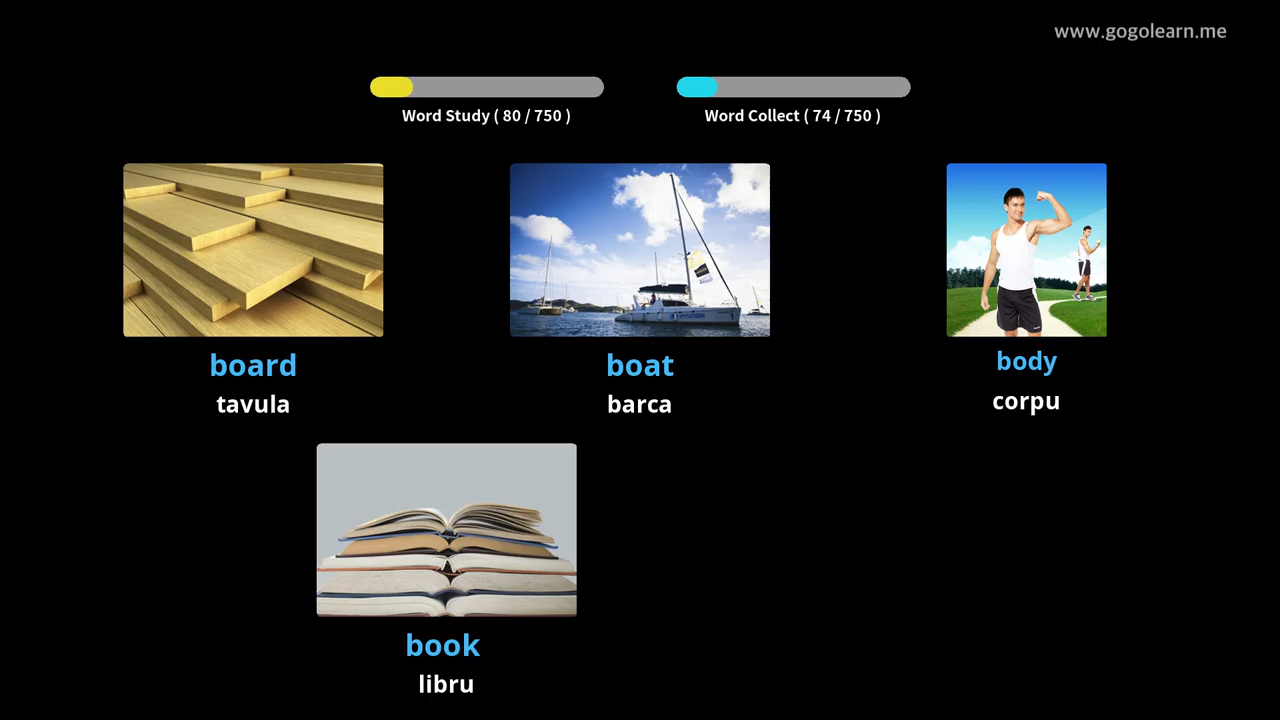 www.gogolearn.me
Word Study ( 80 / 750 )
Word Collect ( 74 / 750 )
board
tavula
boat
barca
body
corpu
book
libru